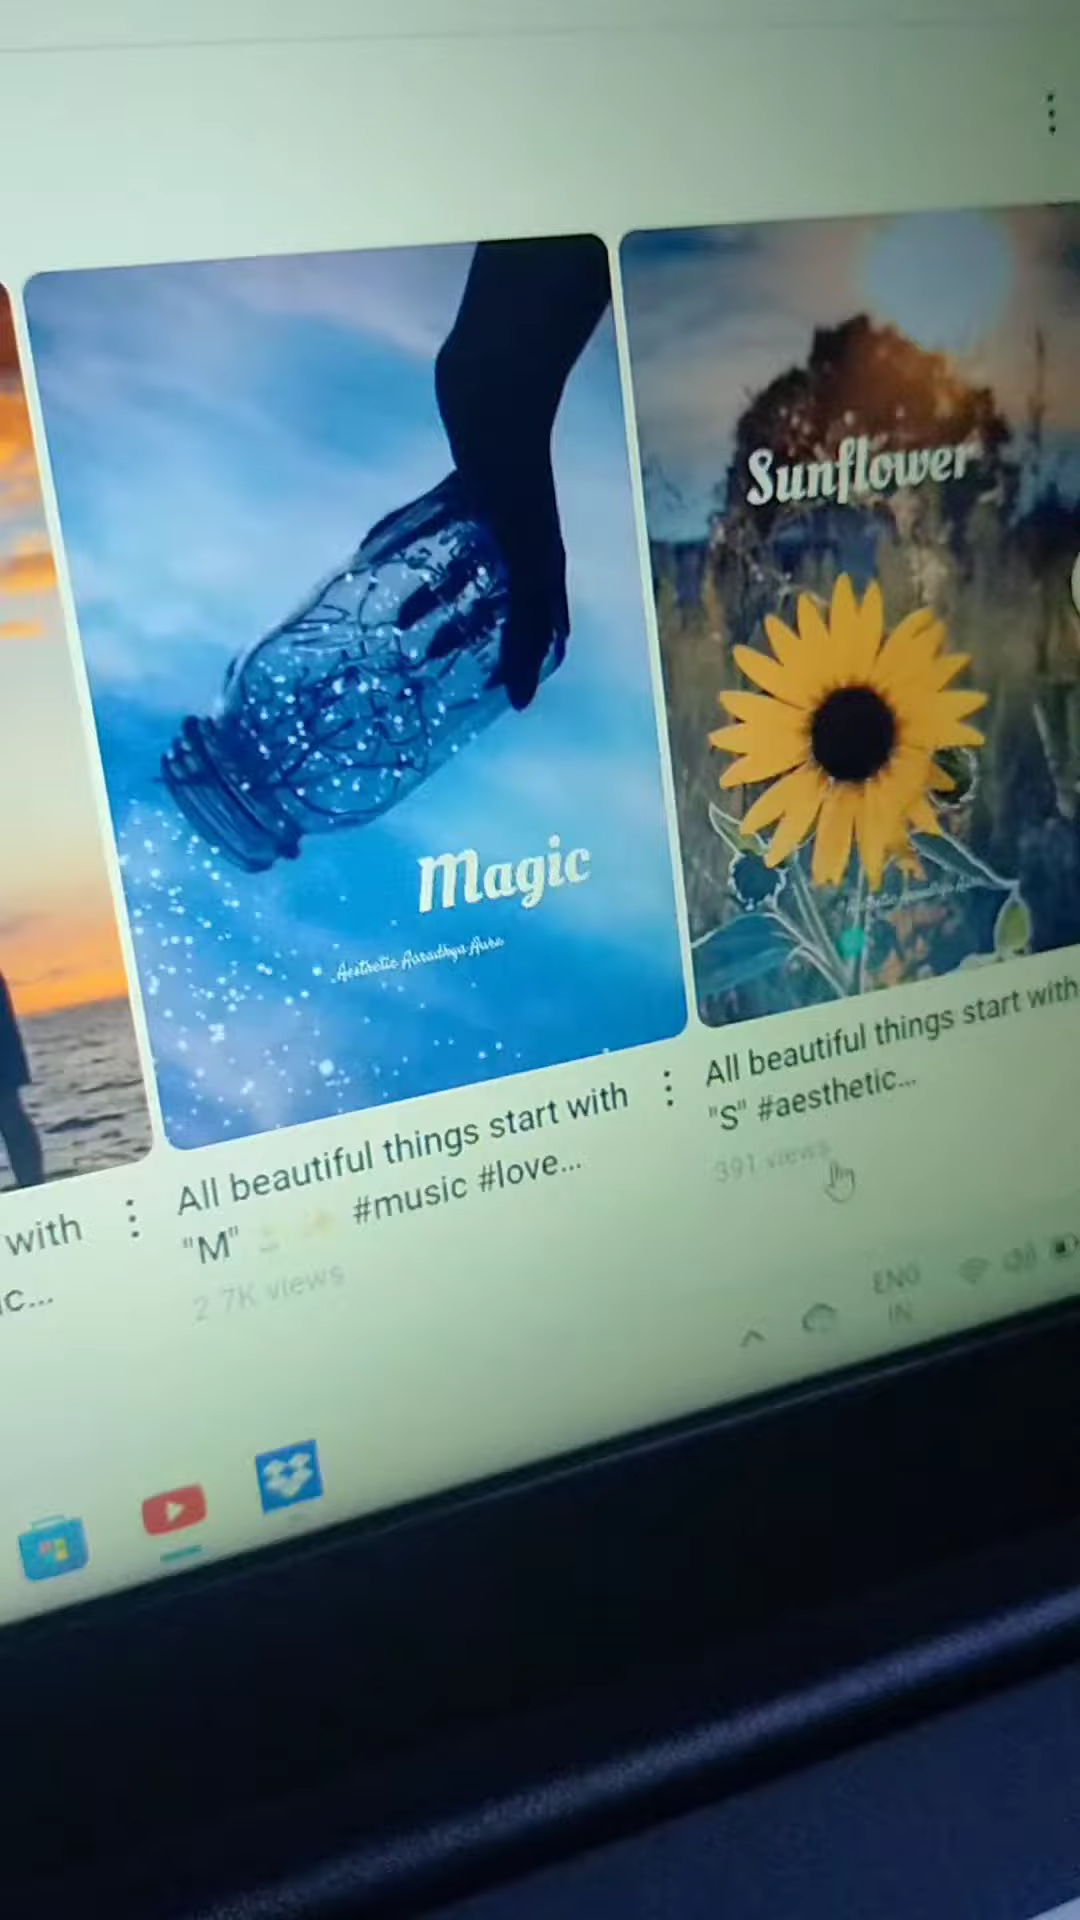 Sunflower
Magic
Aesthetic Aaradhya Aura
All beautiful things start with
"S" #aesthetic...
391 views
All beautiful things start with
"M" #music #love...
2.7K views
with
ic...
ENG
IN